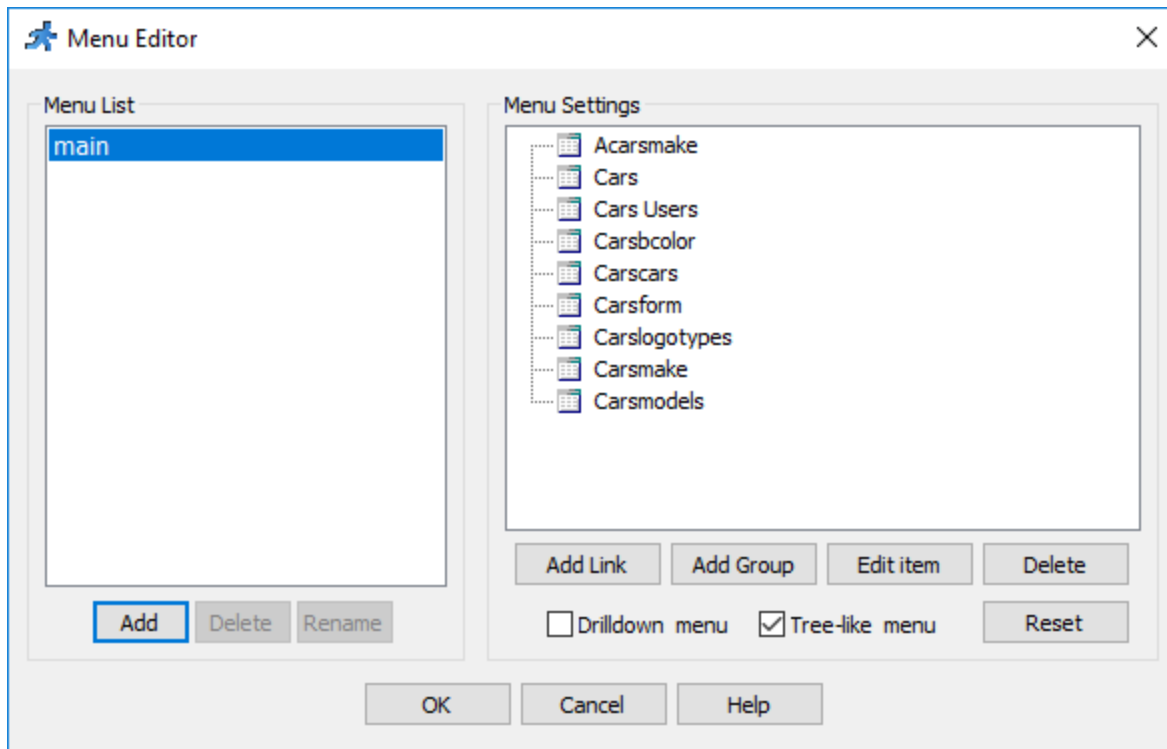 Menu Editor
Menu List
main
Add Delete Rename
Menu Settings
Acarsmake
Cars
Cars Users
Carsbcolor
Carscars
Carsform
Carslogotypes
Carsmake
Carsmodels
Add Link Add Group Edit item Delete
Drilldown menu Tree-like menu Reset
OK Cancel Help